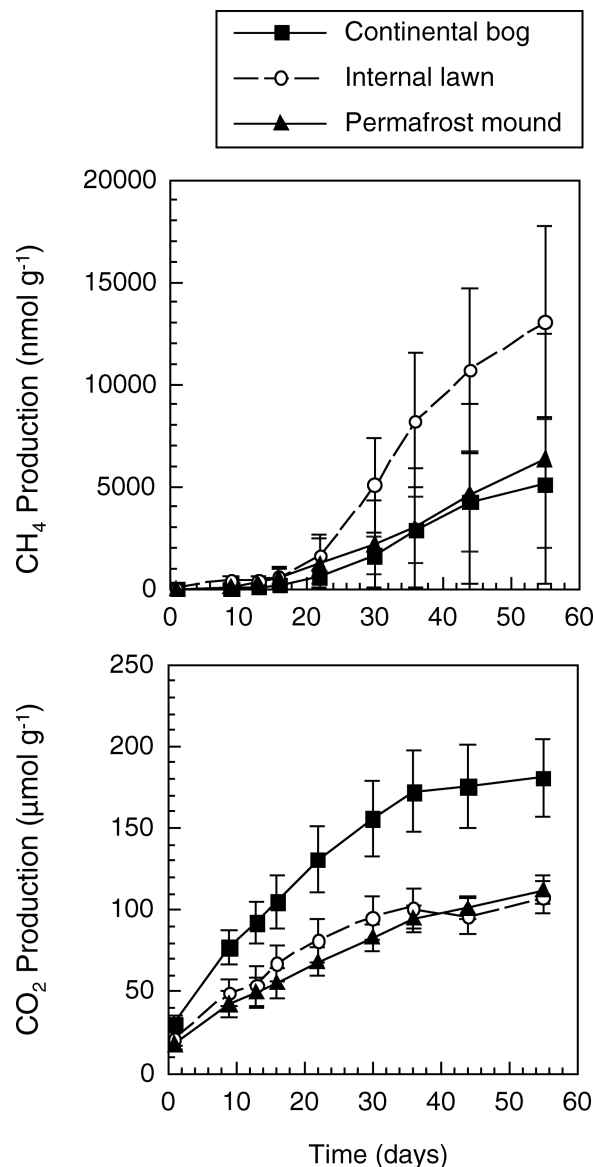 Continental bog
Internal lawn
Permafrost mound
CH₄ Production (nmol g⁻¹)
20000
15000
10000
5000
0
0 10 20 30 40 50 60
CO₂ Production (µmol g⁻¹)
250
200
150
100
50
0
0 10 20 30 40 50 60
Time (days)